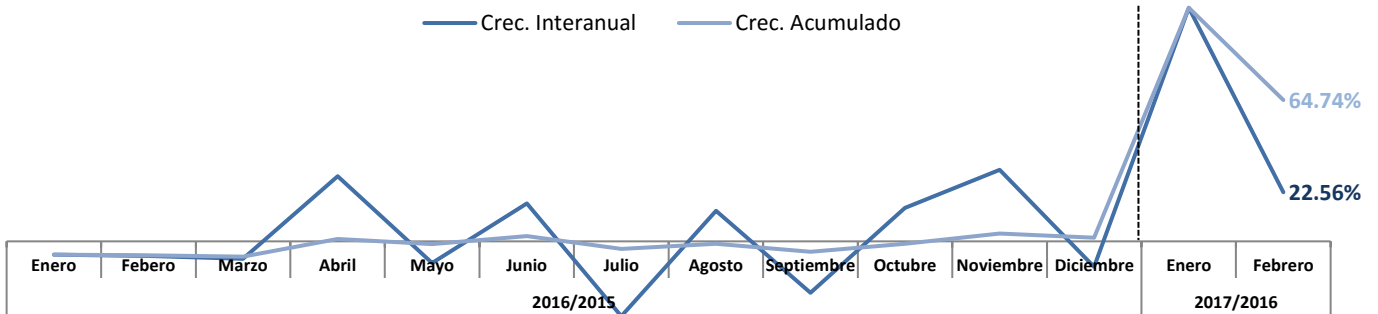 Crec. Interanual Crec. Acumulado
64.74%
22.56%
Enero Febero Marzo Abril Mayo Junio Julio Agosto Septiembre Octubre Noviembre Diciembre Enero Febrero
2016/2015 2017/2016